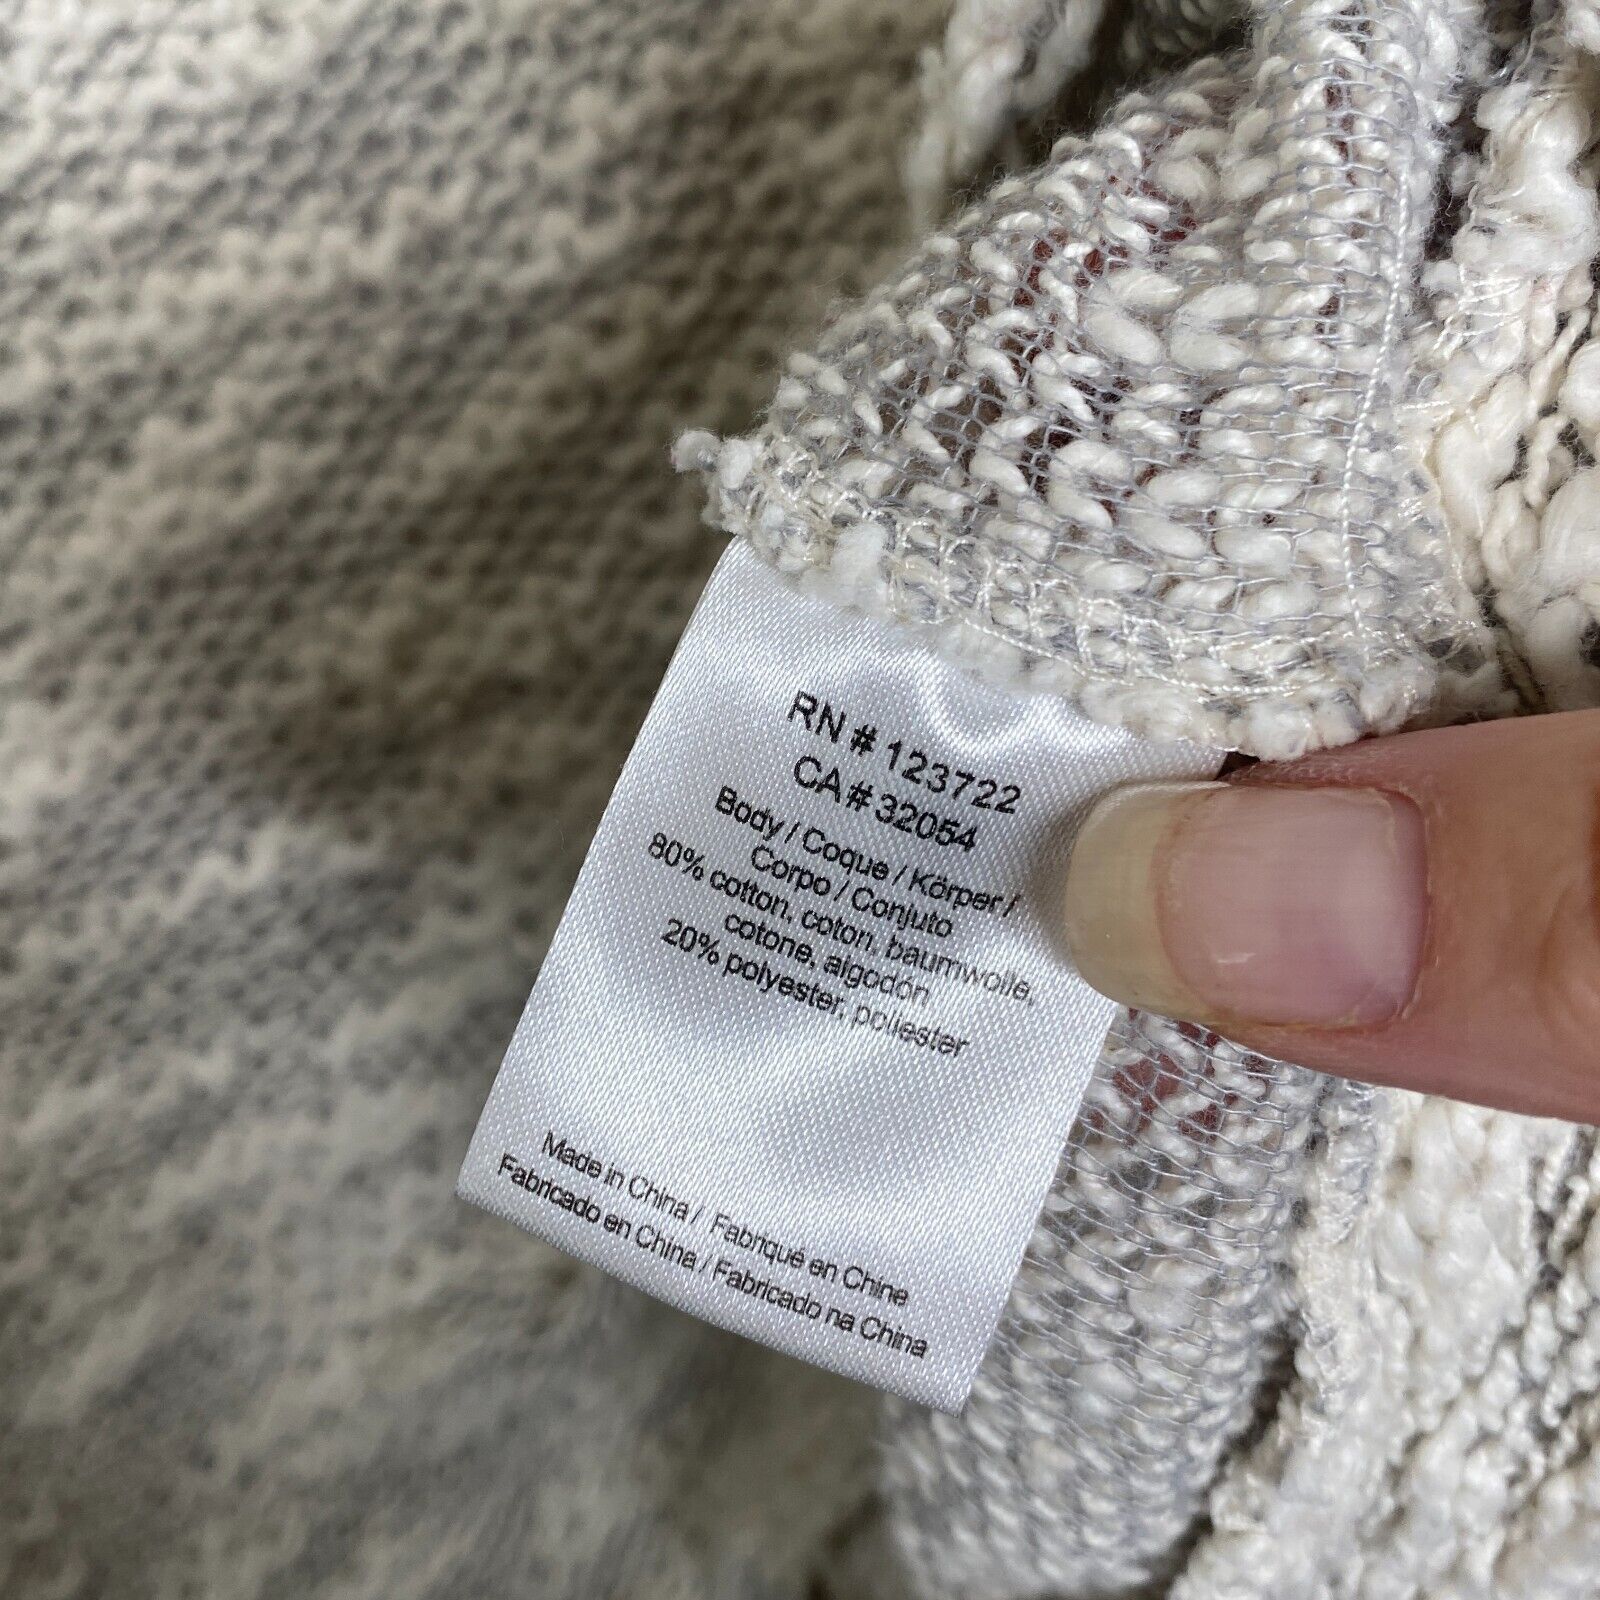 RN # 123722
CA# 32054
Body / Coque / Körper /
Corpo / Conjuto
80% cotton, coton, baumwolle,
cotone, algodón
20% polyester, poliester
Made in China / Fabriqué en Chine
Fabricado en China / Fabricado na China